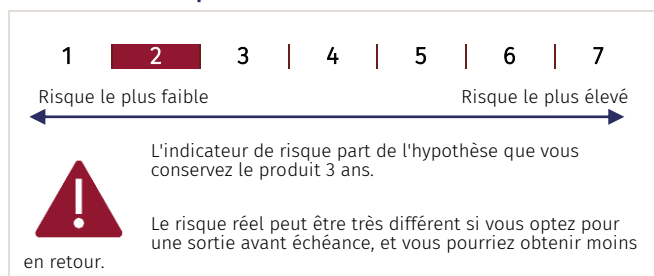 1 2 3 4 5 6 7
Risque le plus faible Risque le plus élevé
L'indicateur de risque part de l'hypothèse que vous
conservez le produit 3 ans.
Le risque réel peut être très différent si vous optez pour
une sortie avant échéance, et vous pourriez obtenir moins
en retour.